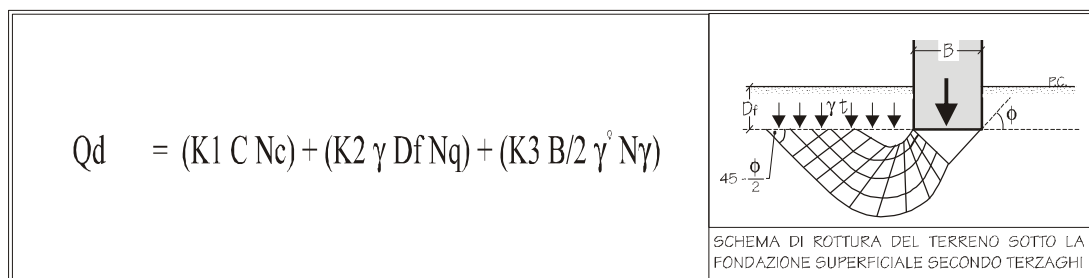 Qd = (K1 C Nc) + (K2 γ Df Nq) + (K3 B/2 γ° Nγ)
B
P.C.
Df
γ t
ϕ
45 - ϕ/2
SCHEMA DI ROTTURA DEL TERRENO SOTTO LA
FONDAZIONE SUPERFICIALE SECONDO TERZAGHI